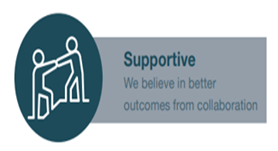 Supportive
We believe in better
outcomes from collaboration